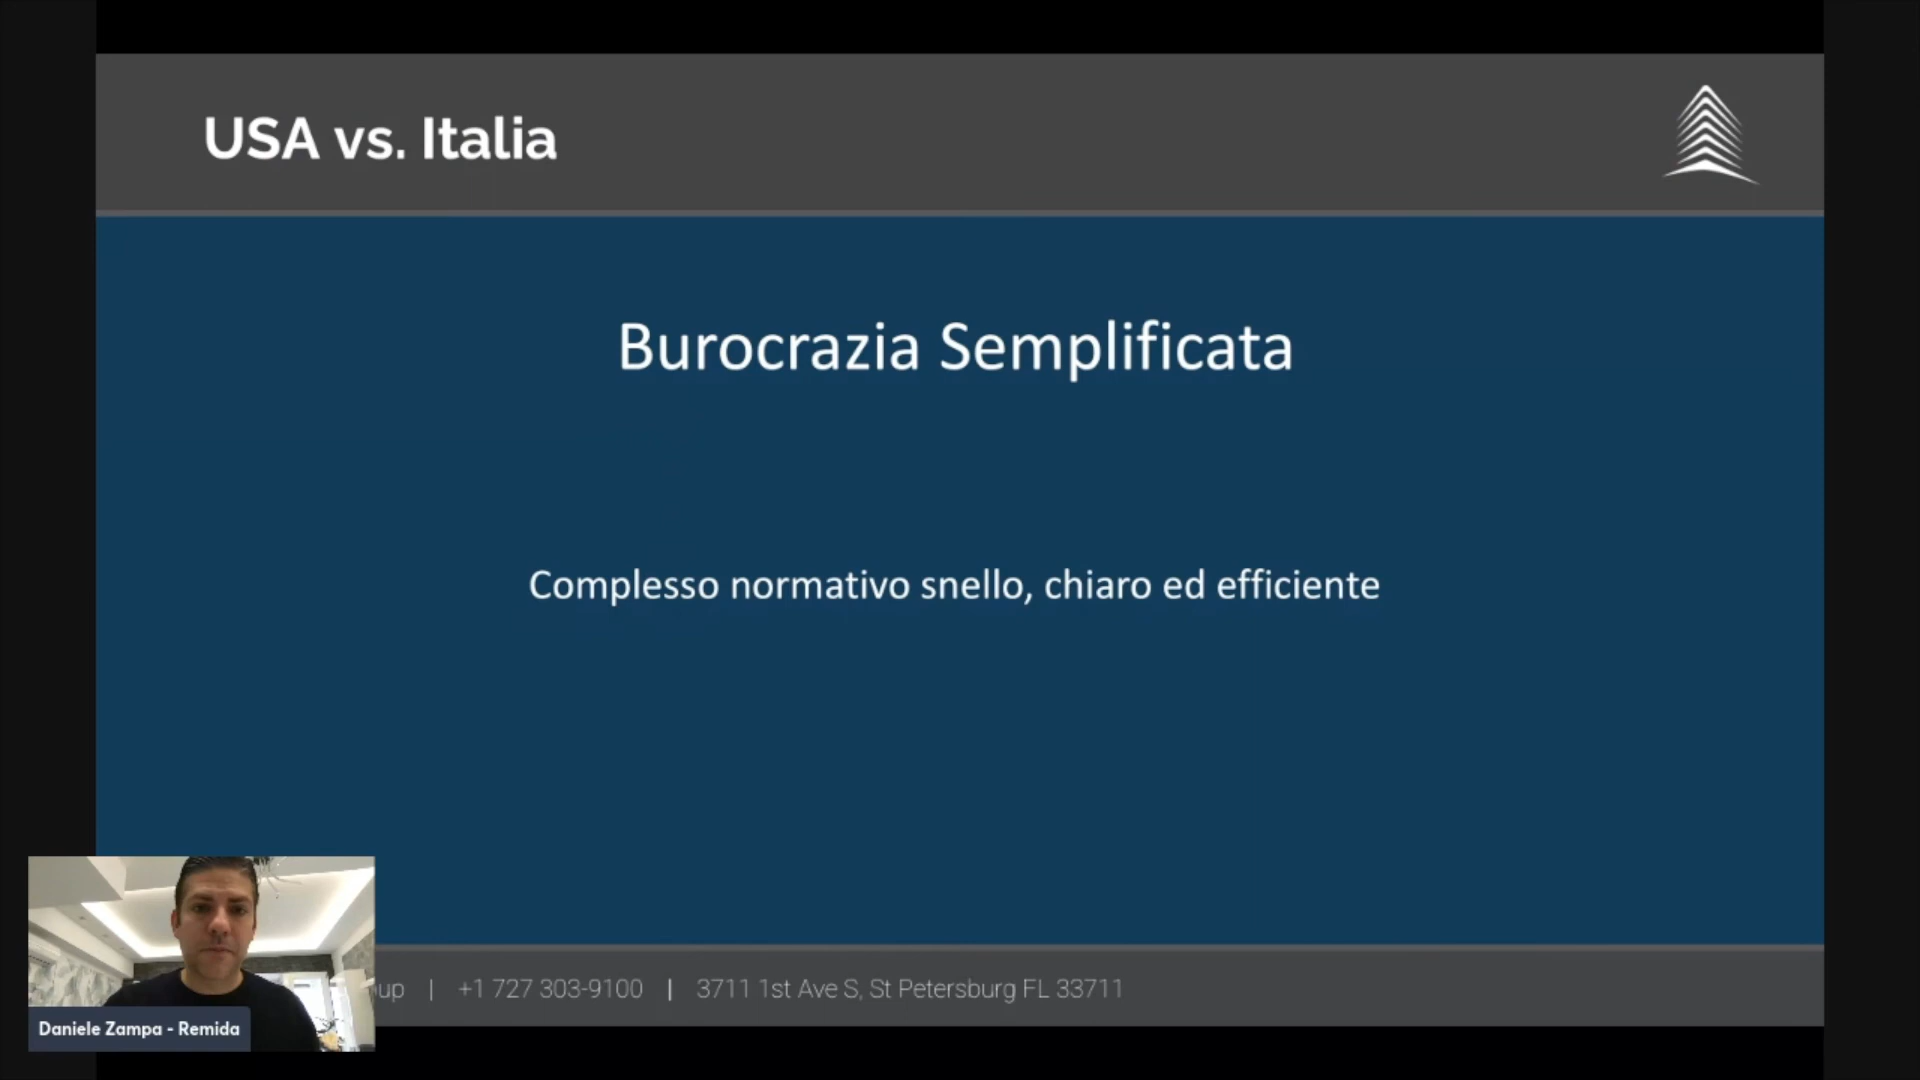 USA vs. Italia
Burocrazia Semplificata
Complesso normativo snello, chiaro ed efficiente
up | +1 727 303-9100 | 3711 1st Ave S, St Petersburg FL 33711
Daniele Zampa - Remida